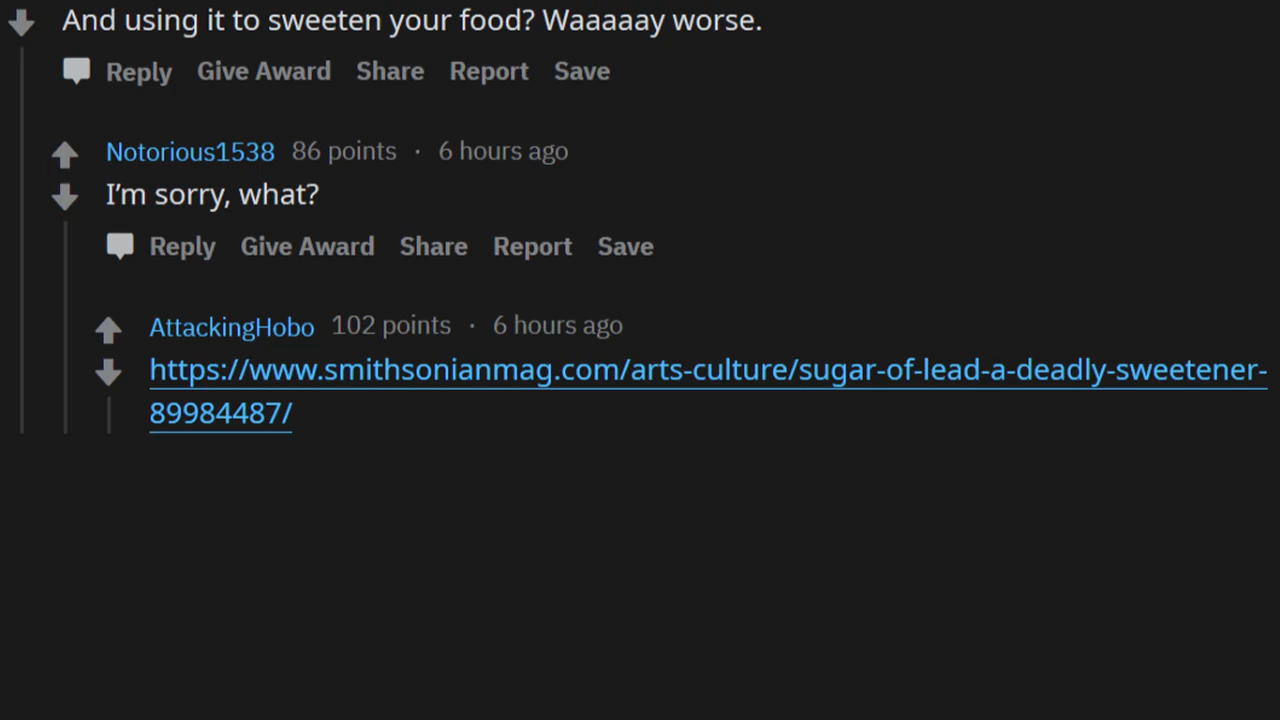 And using it to sweeten your food? Waaaaay worse.
Reply Give Award Share Report Save
Notorious1538 86 points · 6 hours ago
I’m sorry, what?
Reply Give Award Share Report Save
AttackingHobo 102 points · 6 hours ago
https://www.smithsonianmag.com/arts-culture/sugar-of-lead-a-deadly-sweetener-
89984487/